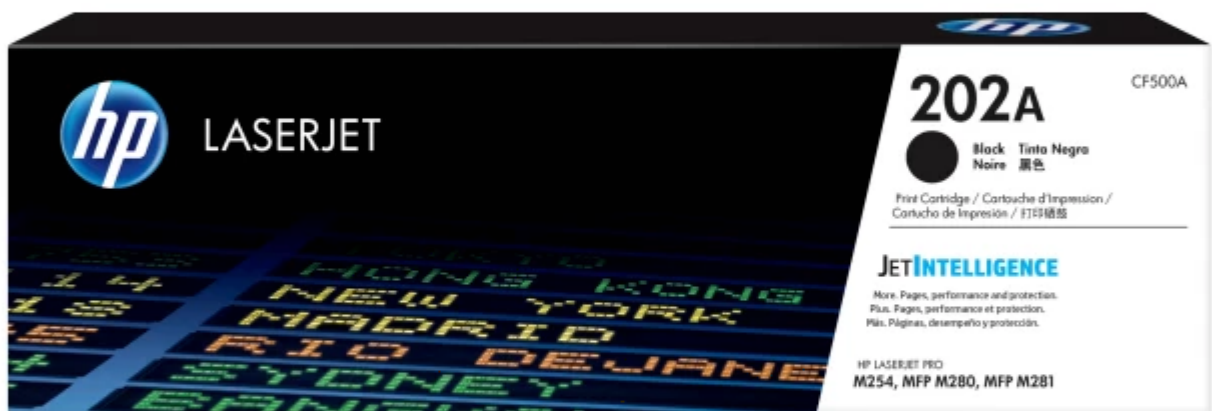 hp
hp
LASERJET
202A
CF500A
Black Tinta Negra
Noire 黑色
Print Cartridge / Cartouche d'Impression /
Cartucho de Impresión / 打印硒鼓
JETINTELLIGENCE
More. Pages, performance and protection.
Plus. Pages, performance et protection.
Más. Páginas, desempeño y protección.
HP LASERJET PRO
M254, MFP M280, MFP M281
14 HONG KONG
NEW YORK
MADRID
RIO DEJANE
SYDNEY